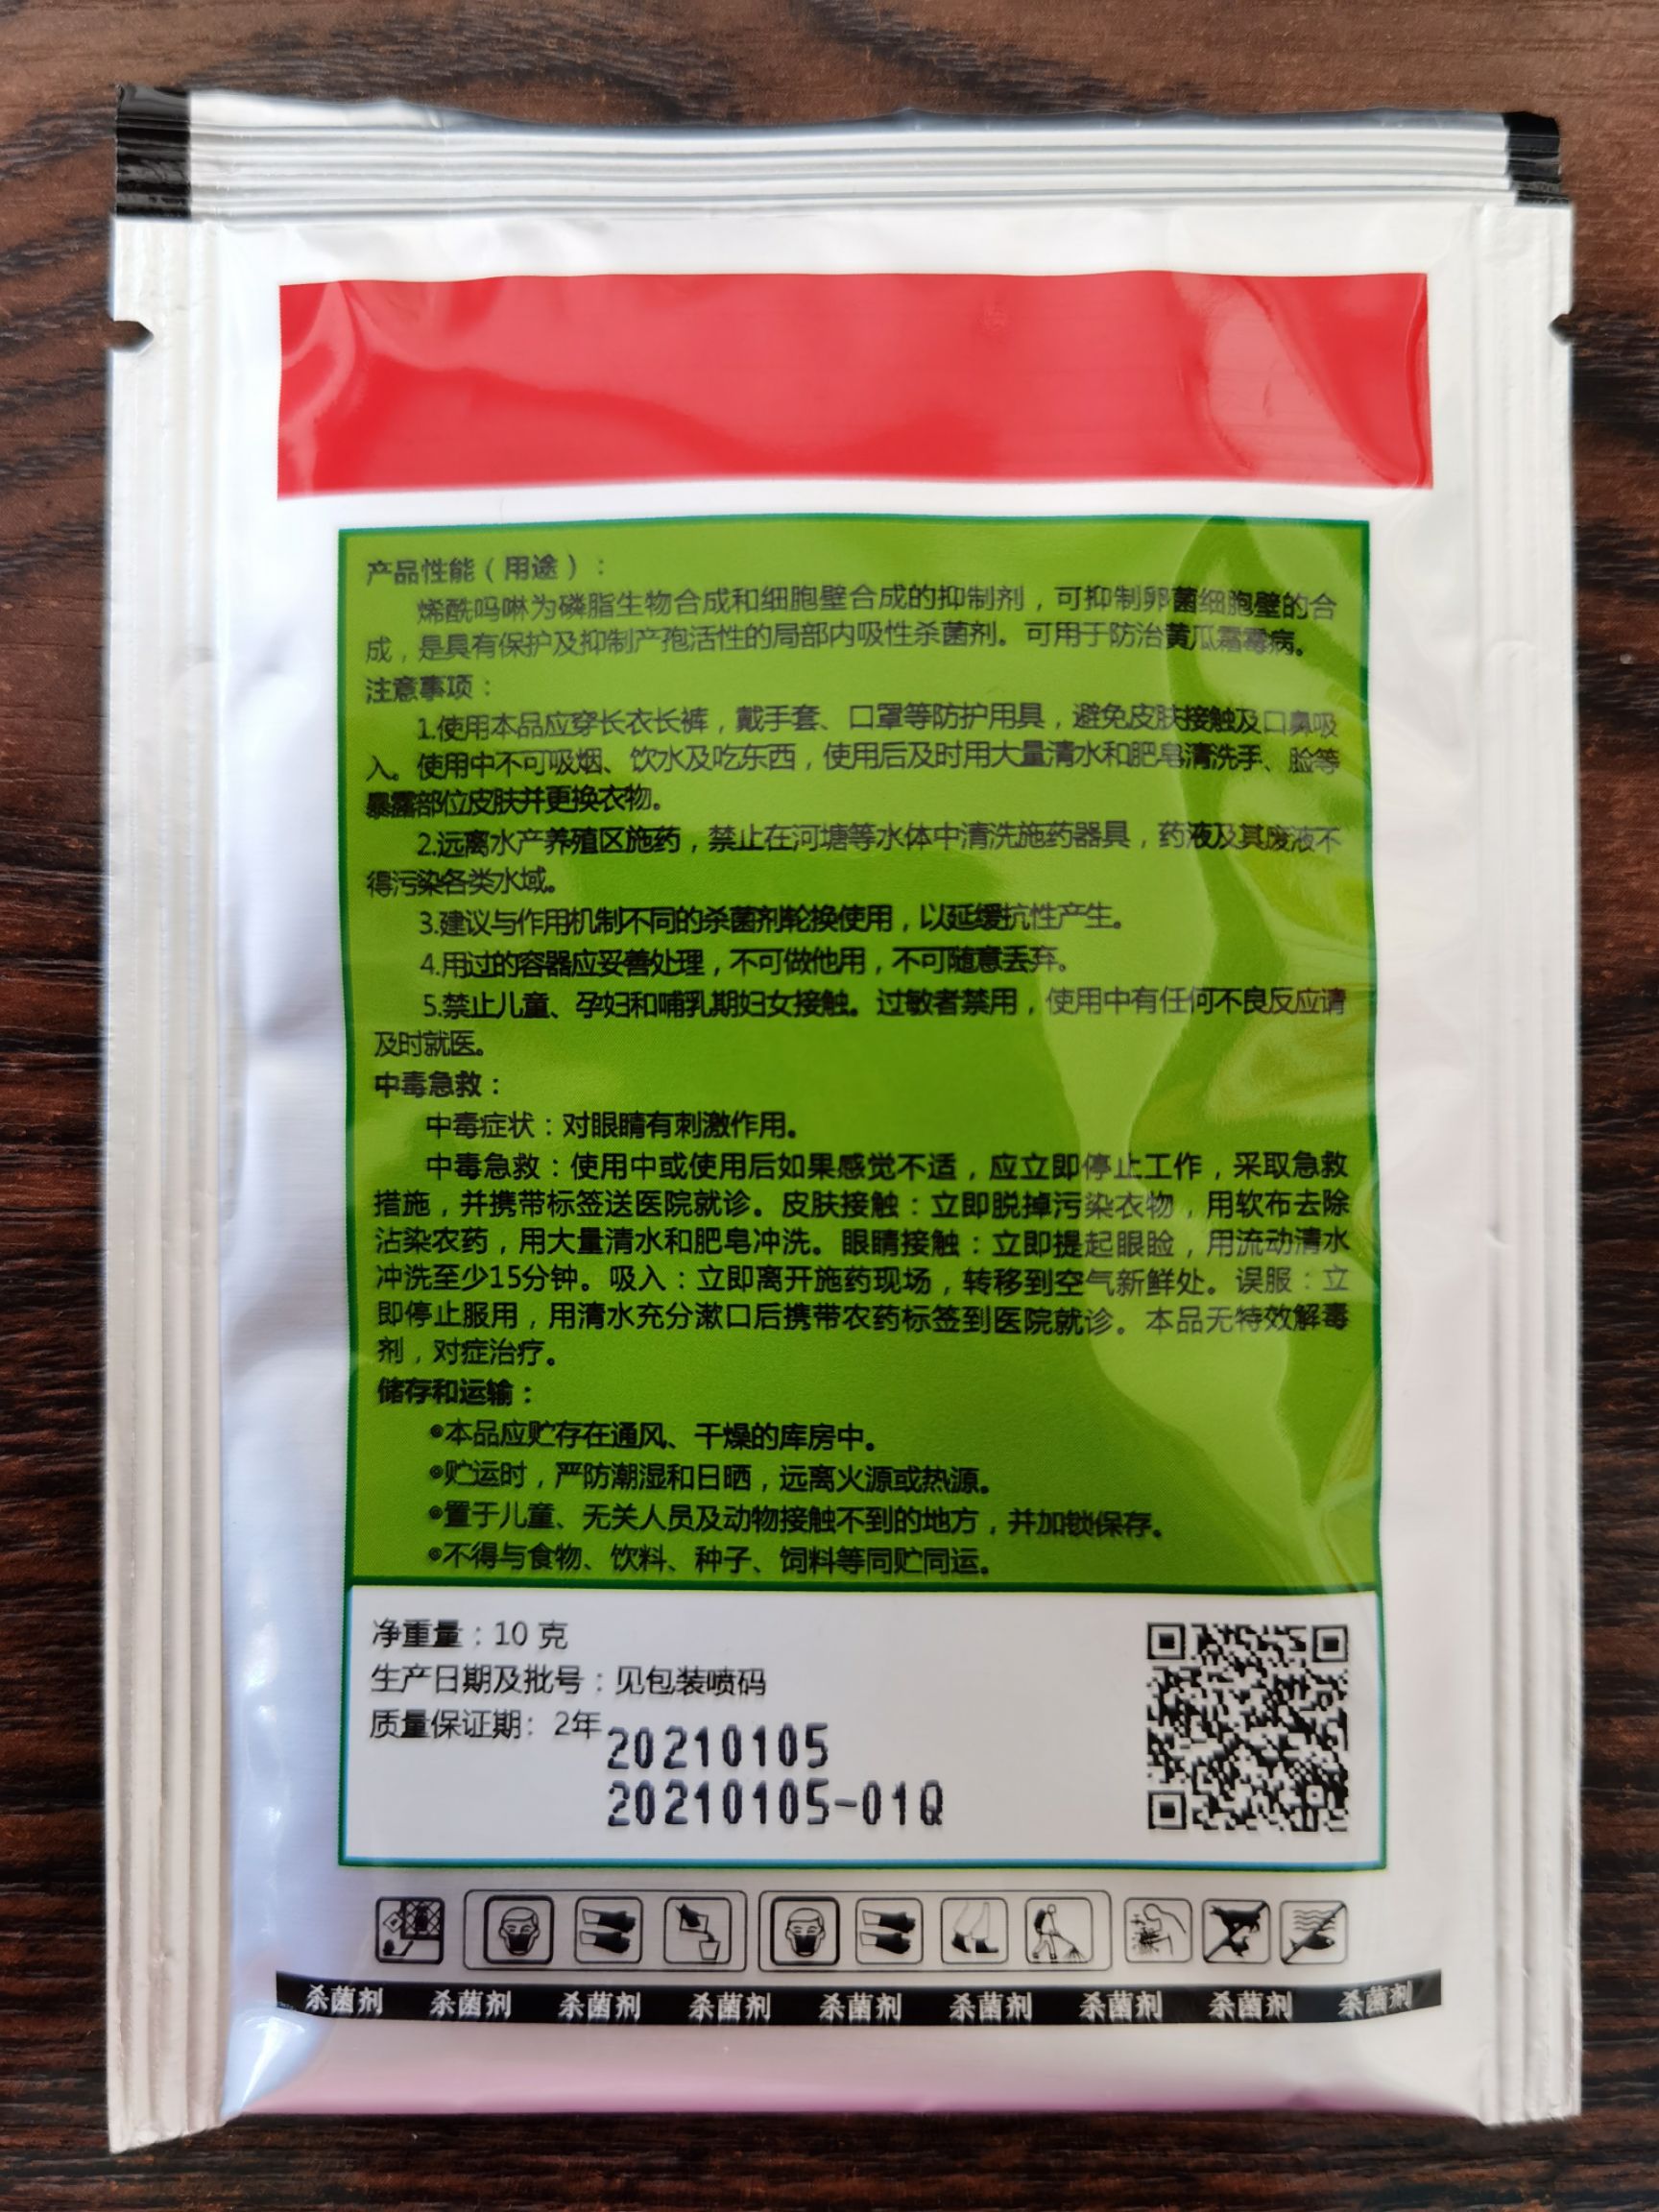 产品性能（用途）：
烯酰吗啉为磷脂生物合成和细胞壁合成的抑制剂，可抑制卵菌细胞壁的合
成，是具有保护及抑制产孢活性的局部内吸性杀菌剂。可用于防治黄瓜霜霉病。
注意事项：
1.使用本品应穿长衣长裤，戴手套、口罩等防护用具，避免皮肤接触及口鼻吸
入。使用中不可吸烟、饮水及吃东西，使用后及时用大量清水和肥皂清洗手、脸等
暴露部位皮肤并更换衣物。
2.远离水产养殖区施药，禁止在河塘等水体中清洗施药器具，药液及其废液不
得污染各类水域。
3.建议与作用机制不同的杀菌剂轮换使用，以延缓抗性产生。
4.用过的容器应妥善处理，不可做他用，不可随意丢弃。
5.禁止儿童、孕妇和哺乳期妇女接触。过敏者禁用，使用中有任何不良反应请
及时就医。
中毒急救：
中毒症状：对眼睛有刺激作用。
中毒急救：使用中或使用后如果感觉不适，应立即停止工作，采取急救
措施，并携带标签送医院就诊。皮肤接触：立即脱掉污染衣物，用软布去除
沾染农药，用大量清水和肥皂冲洗。眼睛接触：立即提起眼睑，用流动清水
冲洗至少15分钟。吸入：立即离开施药现场，转移到空气新鲜处。误服：立
即停止服用，用清水充分漱口后携带农药标签到医院就诊。本品无特效解毒
剂，对症治疗。
储存和运输：
●本品应贮存在通风、干燥的库房中。
●贮运时，严防潮湿和日晒，远离火源或热源。
●置于儿童、无关人员及动物接触不到的地方，并加锁保存。
●不得与食物、饮料、种子、饲料等同贮同运。
净重量：10 克
生产日期及批号：见包装喷码
质量保证期：2年
20210105
20210105-01Q
杀菌剂 杀菌剂 杀菌剂 杀菌剂 杀菌剂 杀菌剂 杀菌剂 杀菌剂 杀菌剂